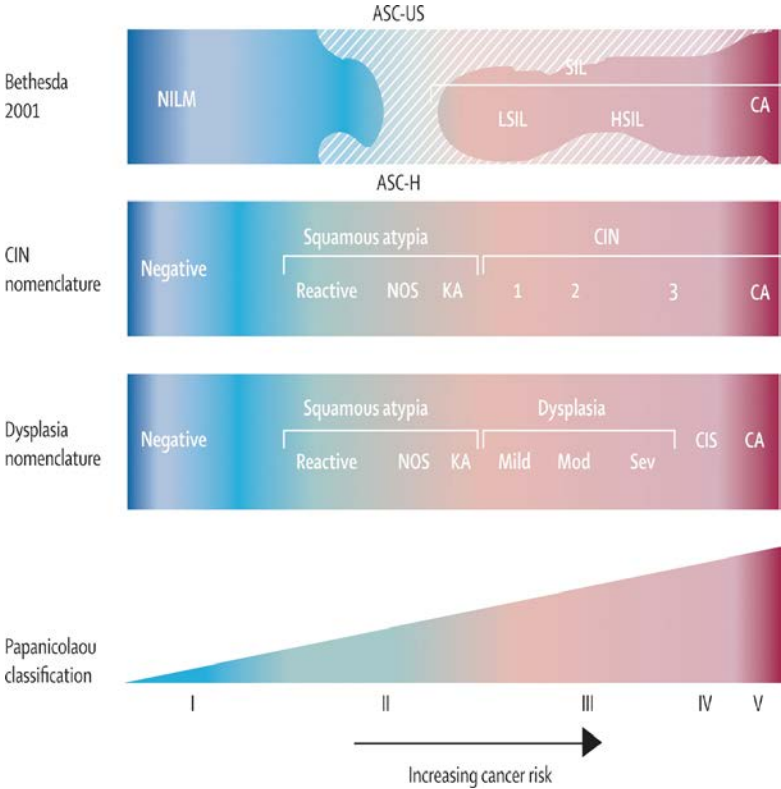 ASC-US
Bethesda
2001
NILM
SIL
LSIL
HSIL
CA
ASC-H
CIN
nomenclature
Negative
Squamous atypia
CIN
Reactive NOS KA 1 2 3 CA
Dysplasia
nomenclature
Negative
Squamous atypia
Dysplasia
Reactive NOS KA Mild Mod Sev
CIS CA
Papanicolaou
classification
I II III IV V
Increasing cancer risk